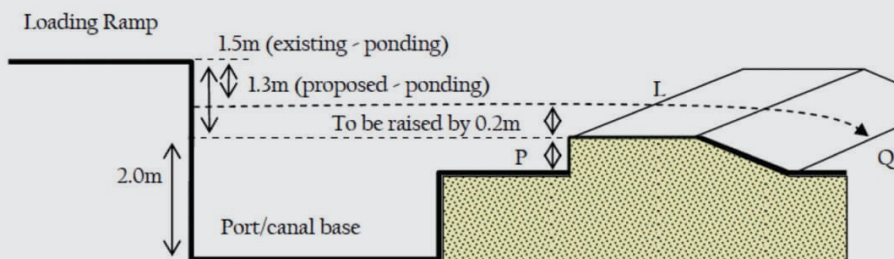 Loading Ramp
1.5m (existing - ponding)
1.3m (proposed - ponding)
L
To be raised by 0.2m
P
Q
2.0m
Port/canal base